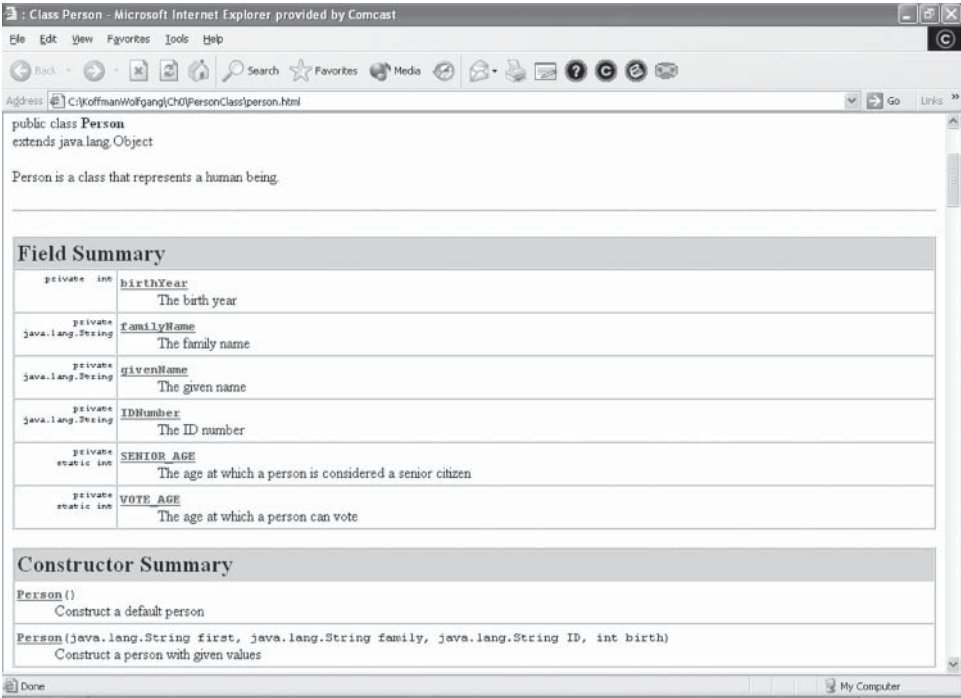 : Class Person - Microsoft Internet Explorer provided by Comcast
File Edit View Favorites Tools Help
Back Search Favorites Media
Address C:\KoffmanWolfgang\Ch0\PersonClass\person.html Go Links »
public class Person
extends java.lang.Object
Person is a class that represents a human being.
Field Summary
private int birthYear
The birth year
private
java.lang.String familyName
The family name
private
java.lang.String givenName
The given name
private
java.lang.String IDNumber
The ID number
private
static int SENIOR_AGE
The age at which a person is considered a senior citizen
private
static int VOTE_AGE
The age at which a person can vote
Constructor Summary
Person()
Construct a default person
Person(java.lang.String first, java.lang.String family, java.lang.String ID, int birth)
Construct a person with given values
Done My Computer